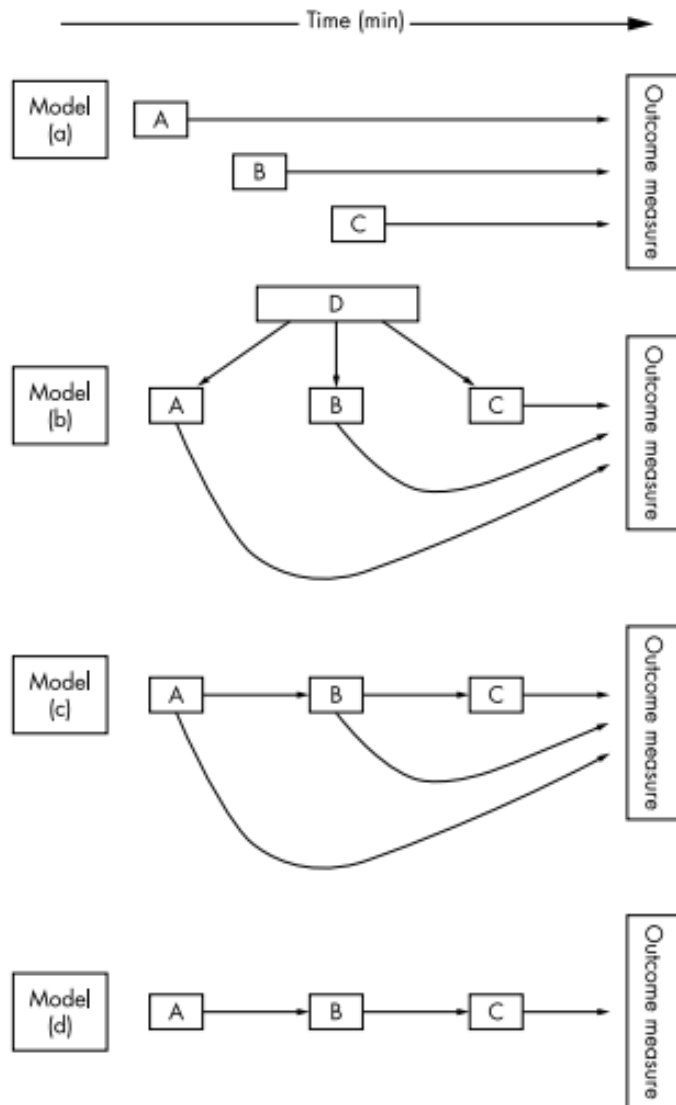 Time (min)
Model
(a)
A
B
C
Outcome measure
D
Model
(b)
A
B
C
Outcome measure
Model
(c)
A
B
C
Outcome measure
Model
(d)
A
B
C
Outcome measure